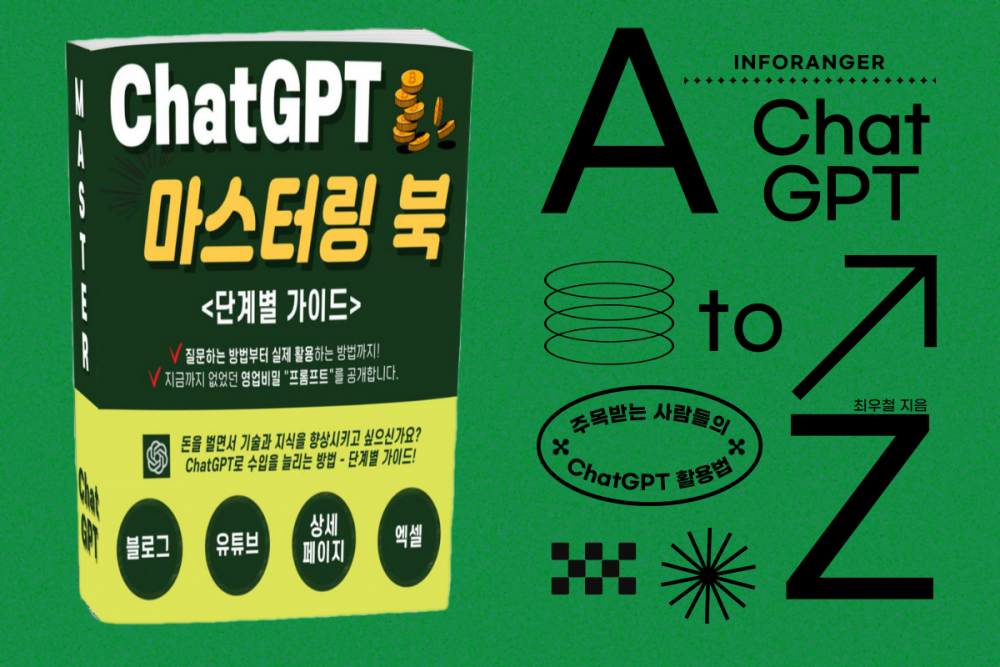 MASTER
ChatGPT
마스터링 북
<단계별 가이드>
질문하는 방법부터 실제 활용하는 방법까지!
지금까지 없었던 영업비밀 "프롬프트"를 공개합니다.
돈을 벌면서 기술과 지식을 향상시키고 싶으신가요?
ChatGPT로 수입을 늘리는 방법 - 단계별 가이드!
Chat
GPT
블로그
유튜브
상세
페이지
엑셀
A
INFORANGER
Chat
GPT
to
최우철 지음
Z
주목받는 사람들의
ChatGPT 활용법